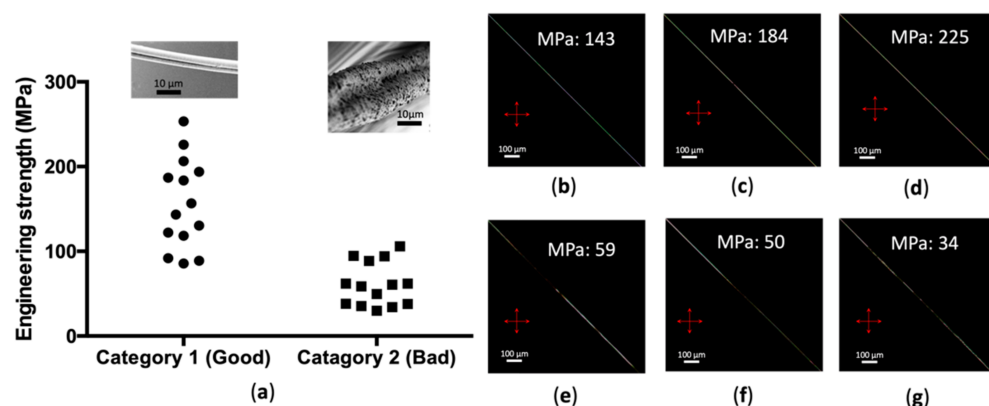 Engineering strength (MPa)
300
200
100
0
10 µm
10µm
Category 1 (Good)
Catagory 2 (Bad)
(a)
MPa: 143
100 µm
(b)
MPa: 184
100 µm
(c)
MPa: 225
100 µm
(d)
MPa: 59
100 µm
(e)
MPa: 50
100 µm
(f)
MPa: 34
100 µm
(g)